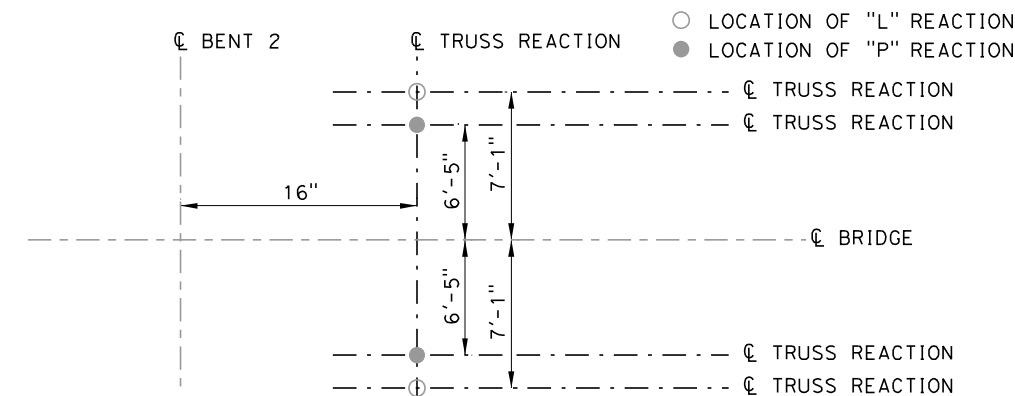 ○ LOCATION OF "L" REACTION
℄ BENT 2
℄ TRUSS REACTION
● LOCATION OF "P" REACTION
℄ TRUSS REACTION
℄ TRUSS REACTION
6'-5"
7'-1"
16"
℄ BRIDGE
6'-5"
7'-1"
℄ TRUSS REACTION
℄ TRUSS REACTION